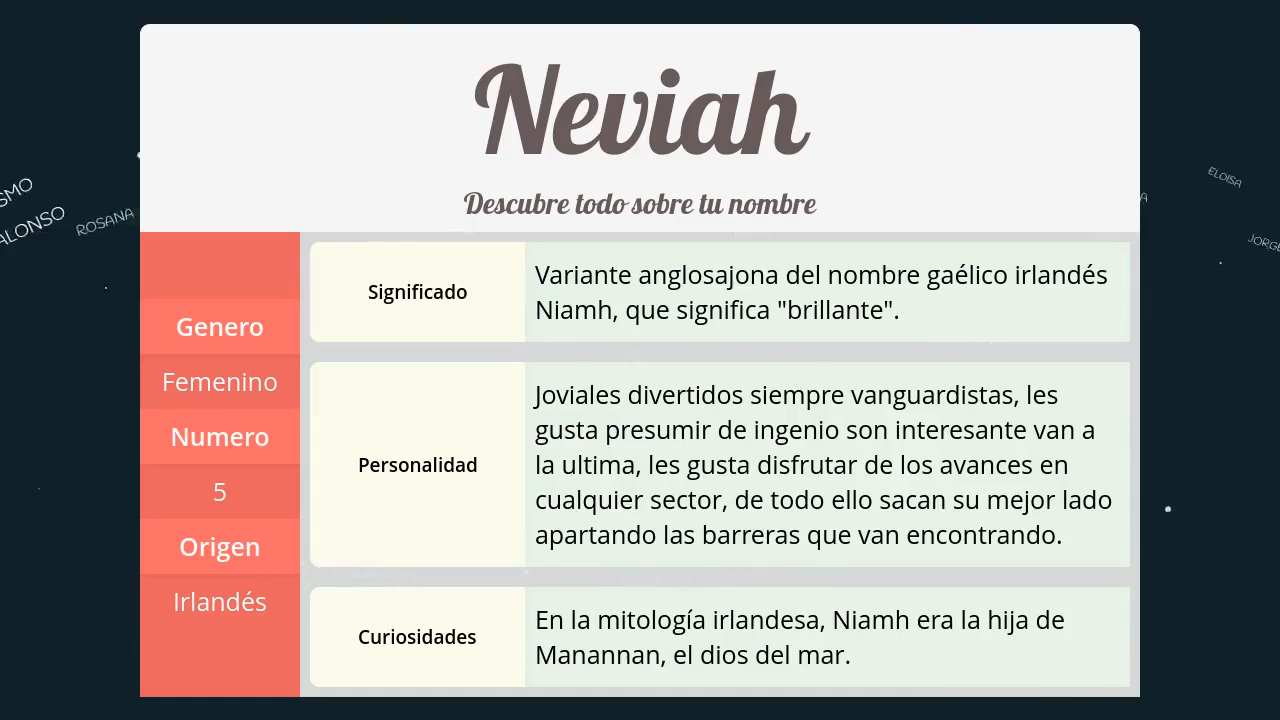 Neviah
Descubre todo sobre tu nombre
SMO
ALONSO
ROSANA
ELOISA
A
Genero
Femenino
Numero
5
Origen
Irlandés
Significado
Variante anglosajona del nombre gaélico irlandés
Niamh, que significa "brillante".
Personalidad
Joviales divertidos siempre vanguardistas, les
gusta presumir de ingenio son interesante van a
la ultima, les gusta disfrutar de los avances en
cualquier sector, de todo ello sacan su mejor lado
apartando las barreras que van encontrando.
Curiosidades
En la mitología irlandesa, Niamh era la hija de
Manannan, el dios del mar.